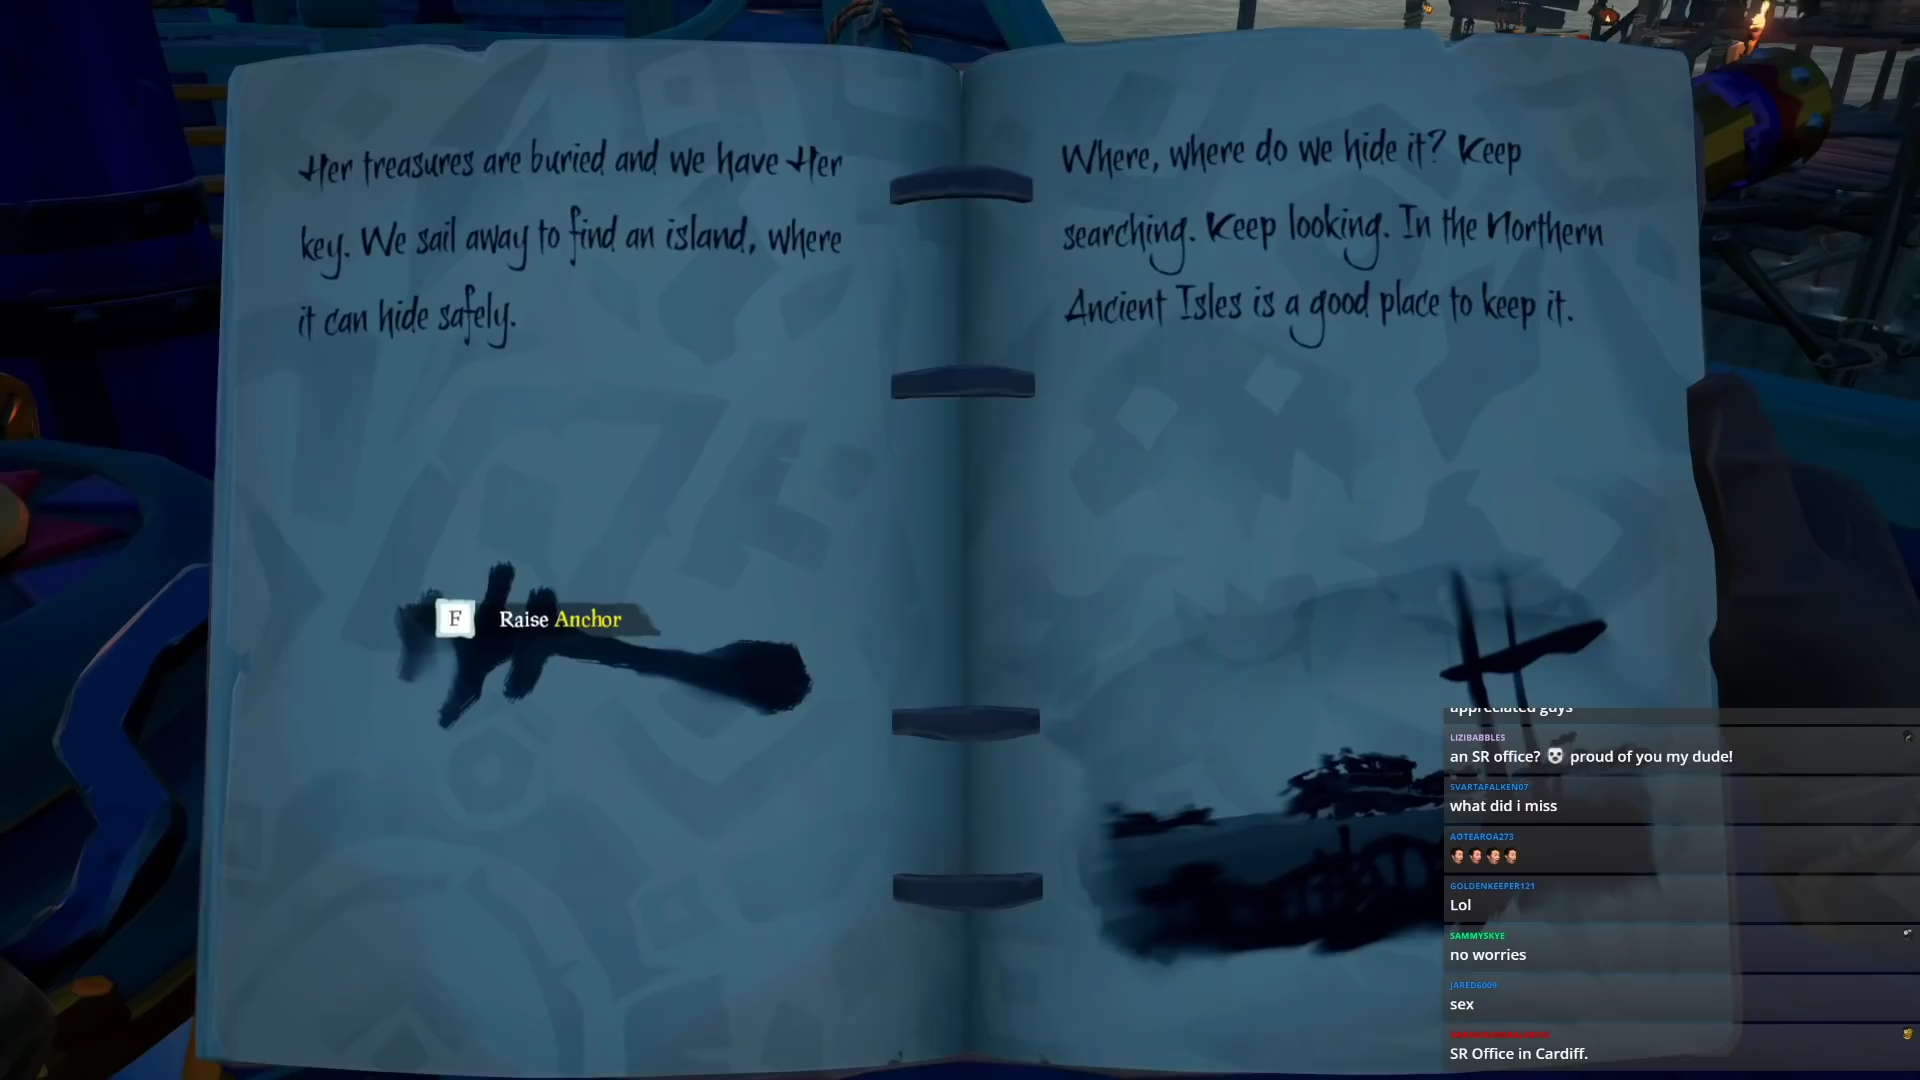 Her treasures are buried and we have Her
key. We sail away to find an island, where
it can hide safely.
Where, where do we hide it? Keep
searching. Keep looking. In the Northern
Ancient Isles is a good place to keep it.
F Raise Anchor
appreciated guys
LIZIBABBLES
an SR office? proud of you my dude!
SVARTAFALKEN07
what did i miss
AOTEAROA273
GOLDENKEEPER121
Lol
SAMMYSKYE
no worries
JARED6009
sex
SR Office in Cardiff.